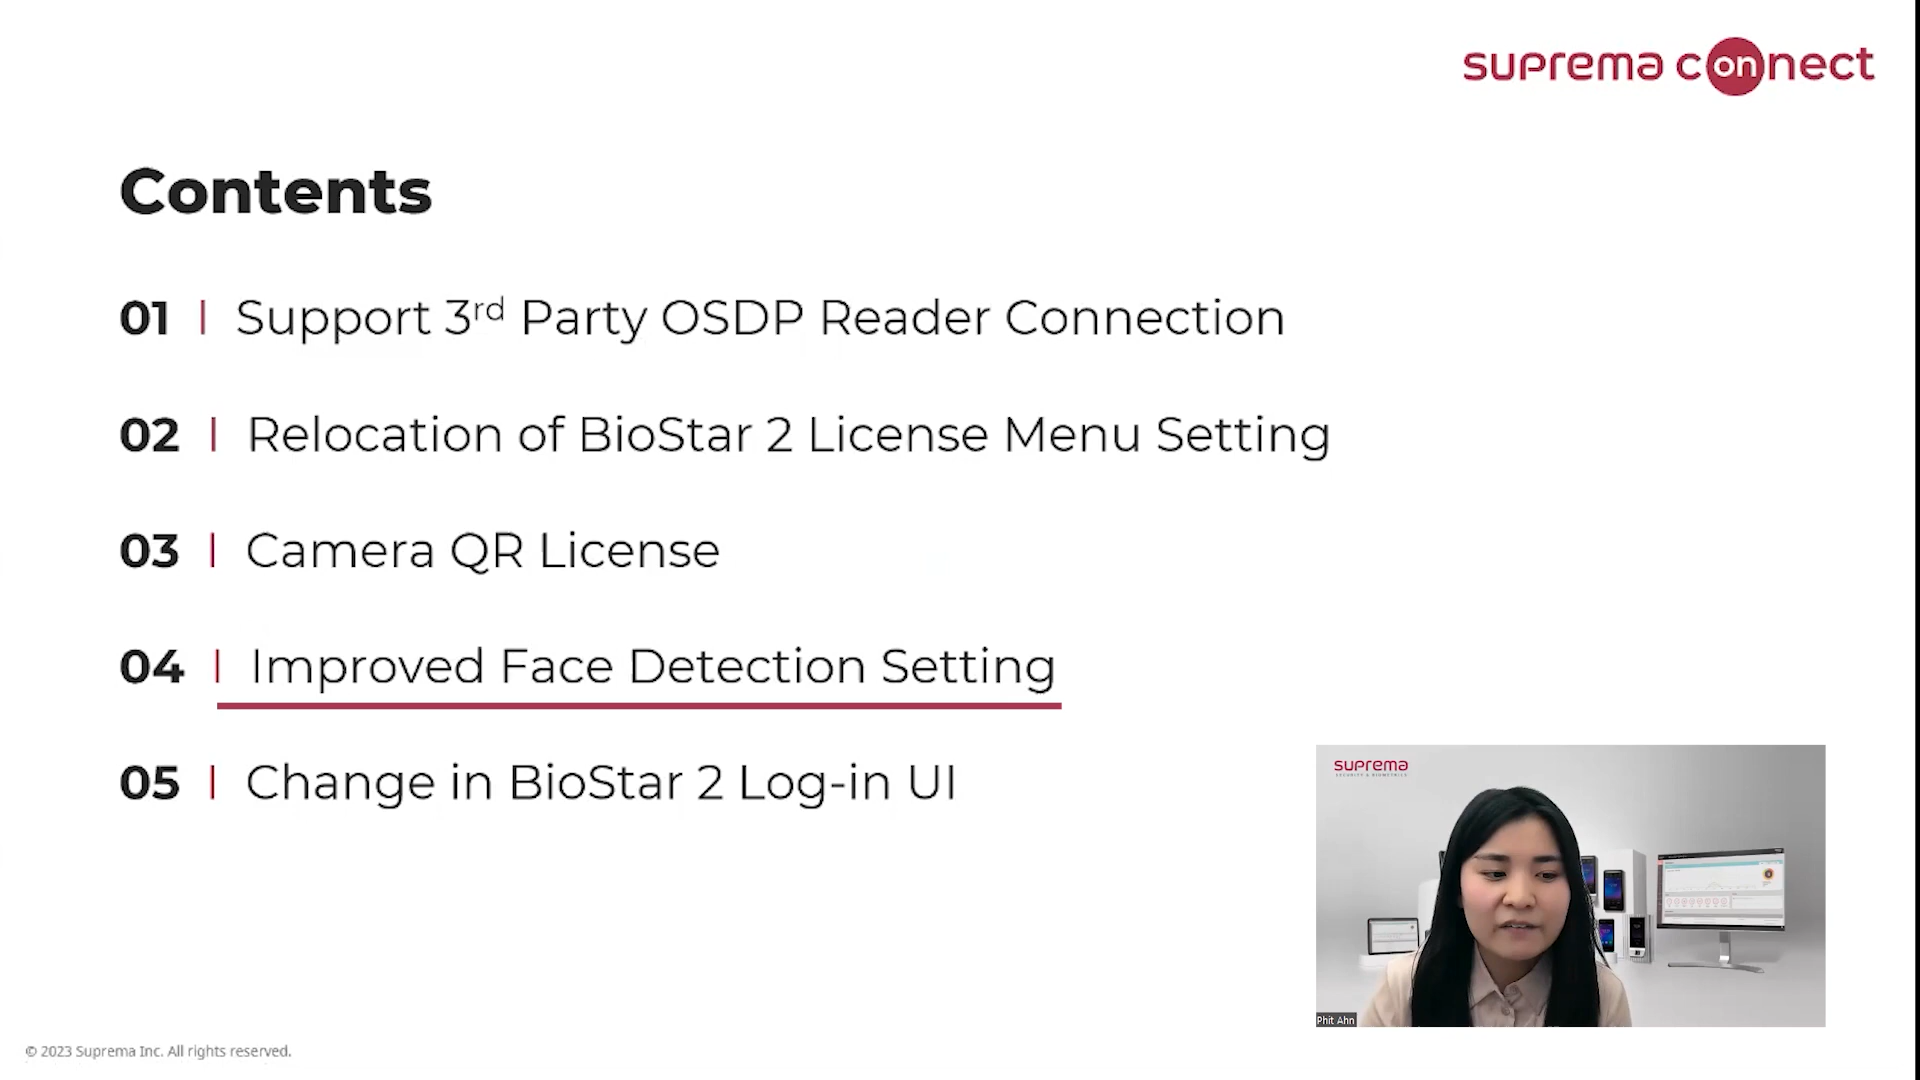 suprema connect
Contents
01 | Support 3rd Party OSDP Reader Connection
02 | Relocation of BioStar 2 License Menu Setting
03 | Camera QR License
04 | Improved Face Detection Setting
05 | Change in BioStar 2 Log-in UI
suprema
SECURITY & BIOMETRICS
Phit Ahn
© 2023 Suprema Inc. All rights reserved.